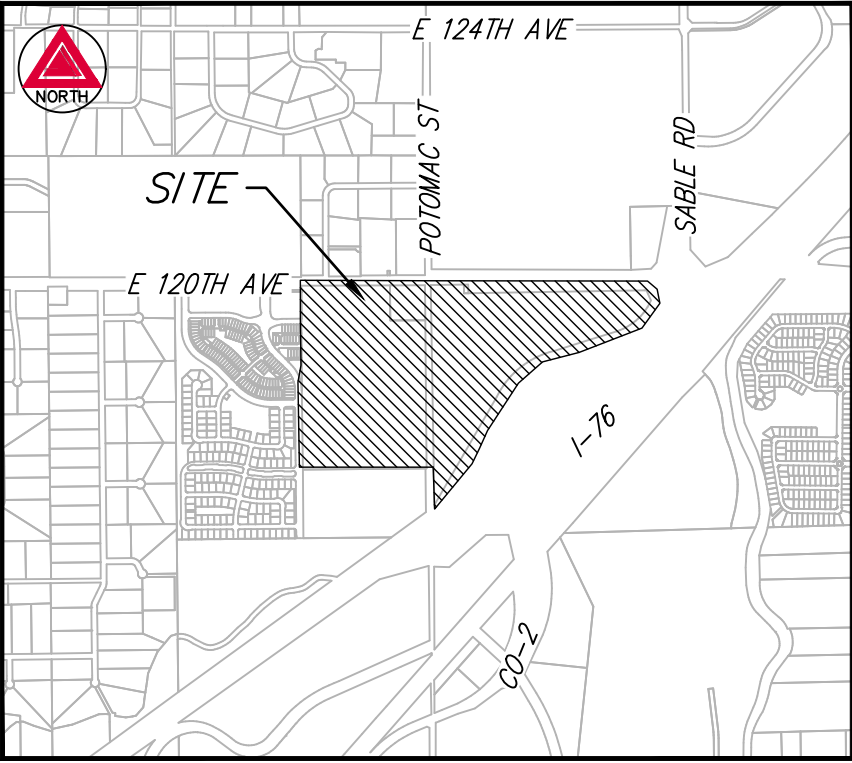 E 124TH AVE
NORTH
POTOMAC ST
SABLE RD
SITE
E 120TH AVE
I-76
CO-2